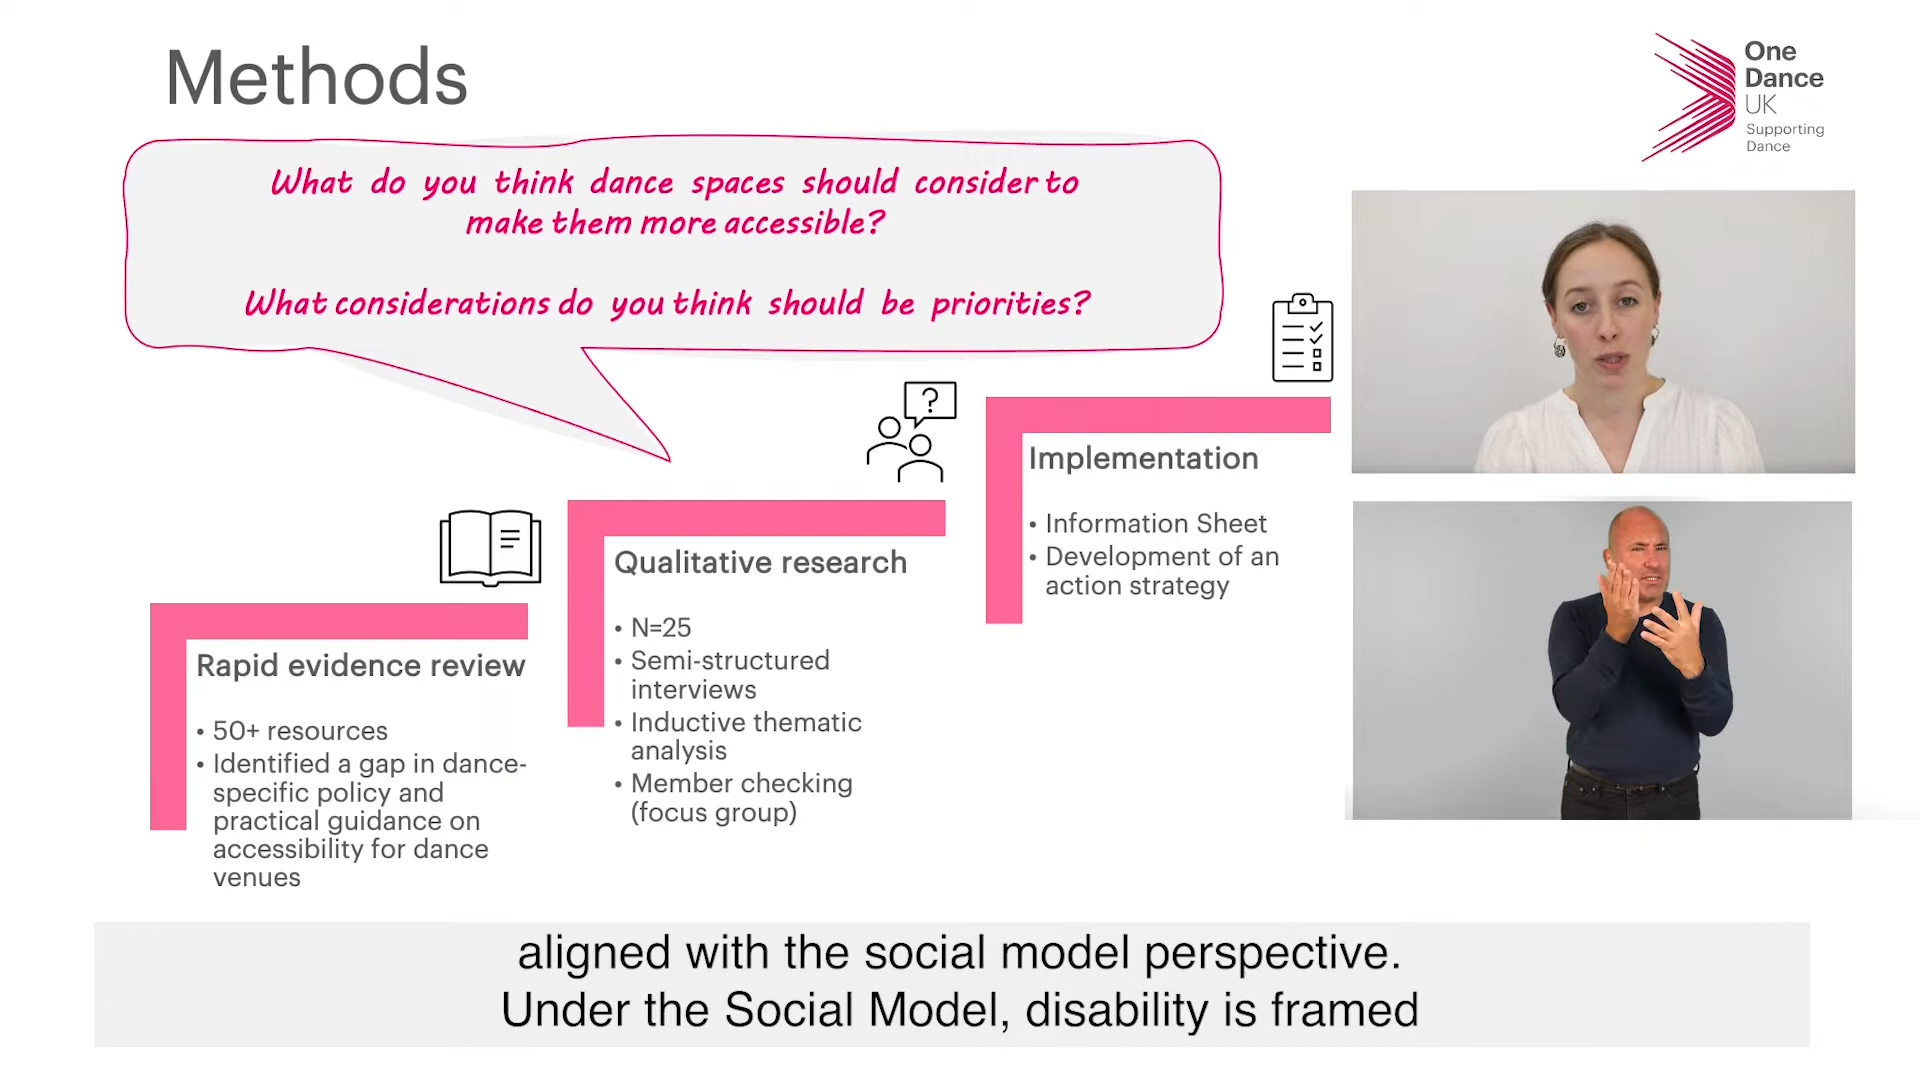 Methods
One
Dance
UK
Supporting
Dance
What do you think dance spaces should consider to
make them more accessible?
What considerations do you think should be priorities?
?
Implementation
• Information Sheet
• Development of an
action strategy
Qualitative research
• N=25
• Semi-structured
interviews
• Inductive thematic
analysis
• Member checking
(focus group)
Rapid evidence review
• 50+ resources
• Identified a gap in dance-
specific policy and
practical guidance on
accessibility for dance
venues
aligned with the social model perspective.
Under the Social Model, disability is framed